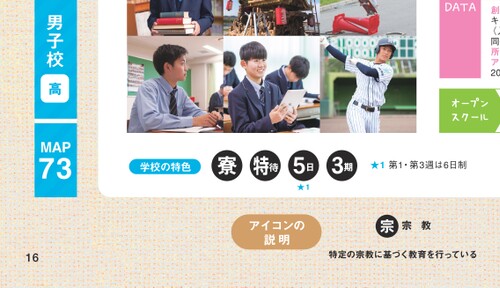 男子校
高
MAP
73
DATA
オープン
スクール
学校の特色
寮 特待 5日 3期
★1
★1 第1・第3週は6日制
アイコンの
説明
宗 宗教
特定の宗教に基づく教育を行っている
16